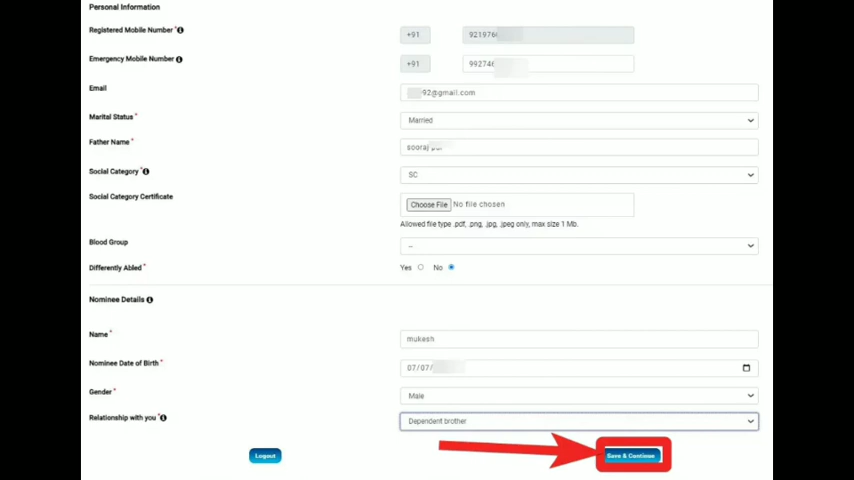 Personal Information
Registered Mobile Number * +91 92197
Emergency Mobile Number +91 99274
Email 92@gmail.com
Marital Status * Married
Father Name * sooraj
Social Category * SC
Social Category Certificate Choose File No file chosen
Allowed file type .pdf, .png, .jpg, .jpeg only, max size 1 Mb.
Blood Group --
Differently Abled * Yes No
Nominee Details
Name * mukesh
Nominee Date of Birth * 07/07/
Gender * Male
Relationship with you * Dependent brother
Logout Save & Continue